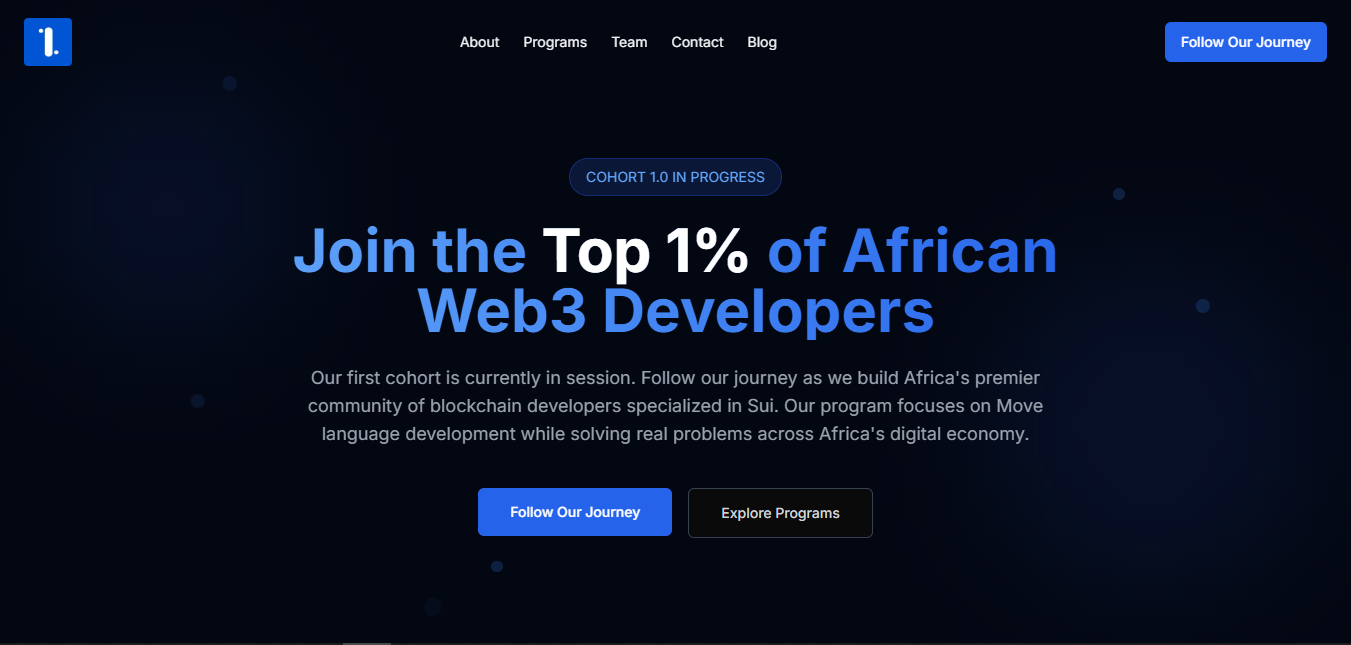 1.
About Programs Team Contact Blog
Follow Our Journey
COHORT 1.0 IN PROGRESS
Join the Top 1% of African
Web3 Developers
Our first cohort is currently in session. Follow our journey as we build Africa's premier
community of blockchain developers specialized in Sui. Our program focuses on Move
language development while solving real problems across Africa's digital economy.
Follow Our Journey
Explore Programs